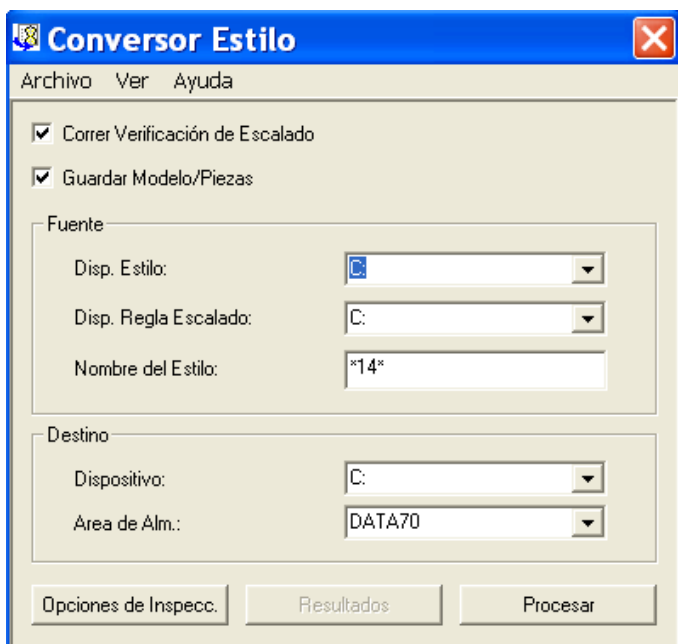 Conversor Estilo
Archivo Ver Ayuda
Correr Verificación de Escalado
Guardar Modelo/Piezas
Fuente
Disp. Estilo: C:
Disp. Regla Escalado: C:
Nombre del Estilo: *14*
Destino
Dispositivo: C:
Area de Alm.: DATA70
Opciones de Inspecc. Resultados Procesar